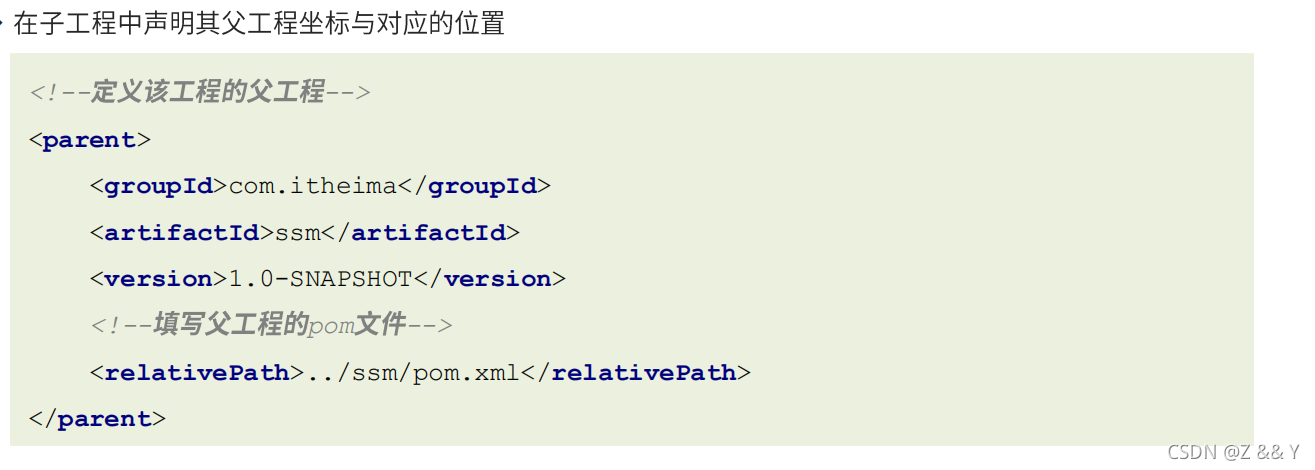 在子工程中声明其父工程坐标与对应的位置
<!--定义该工程的父工程-->
<parent>
    <groupId>com.itheima</groupId>
    <artifactId>ssm</artifactId>
    <version>1.0-SNAPSHOT</version>
    <!--填写父工程的pom文件-->
    <relativePath>../ssm/pom.xml</relativePath>
</parent>
CSDN @Z && Y